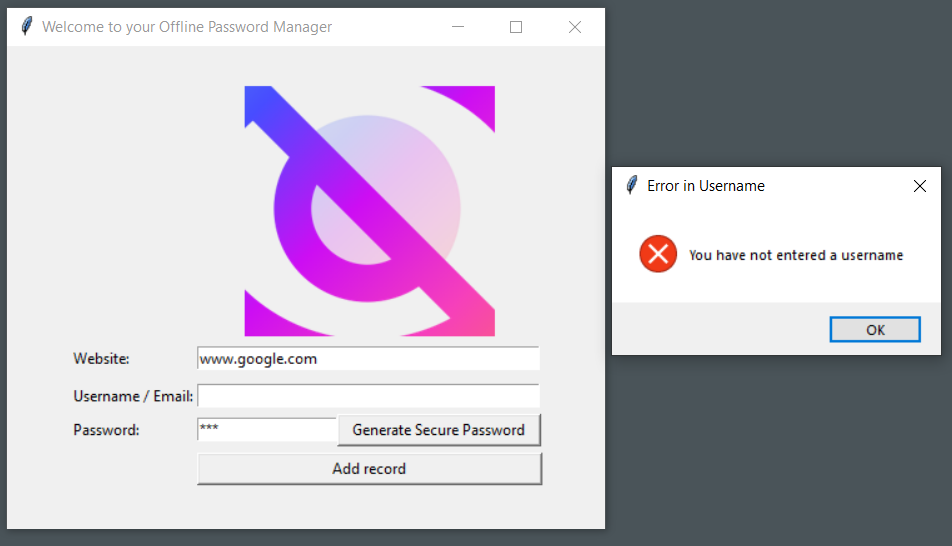 Welcome to your Offline Password Manager
Error in Username
You have not entered a username
OK
Website: www.google.com
Username / Email:
Password: *** Generate Secure Password
Add record